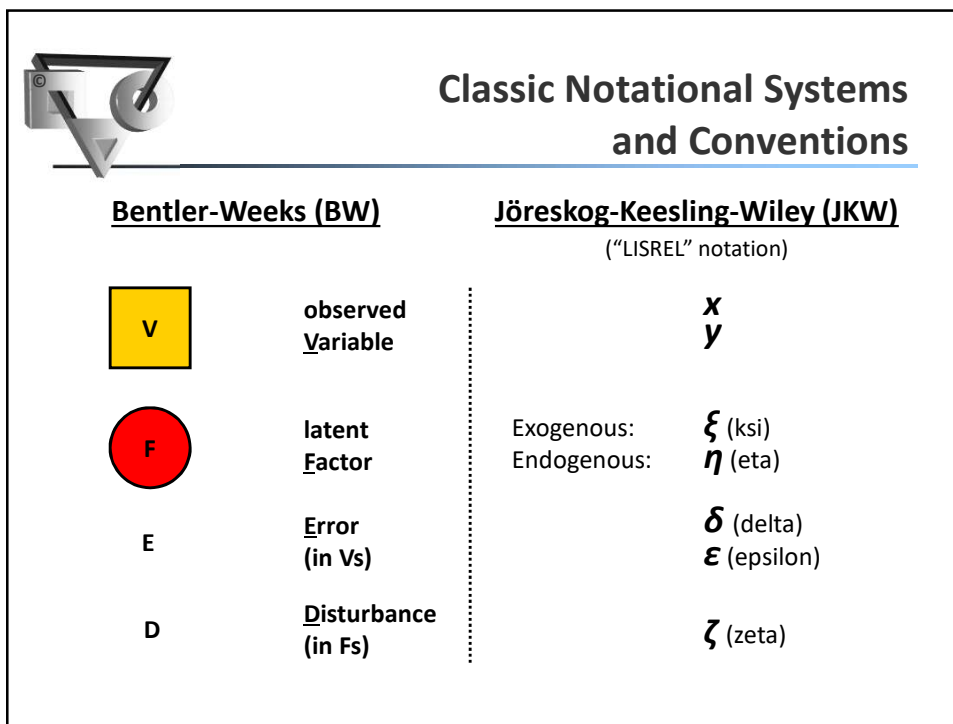 ©
Classic Notational Systems
and Conventions
Bentler-Weeks (BW)
Jöreskog-Keesling-Wiley (JKW)
("LISREL" notation)
V
observed
Variable
x
y
F
latent
Factor
Exogenous: ξ (ksi)
Endogenous: η (eta)
E
Error
(in Vs)
δ (delta)
ε (epsilon)
D
Disturbance
(in Fs)
ζ (zeta)